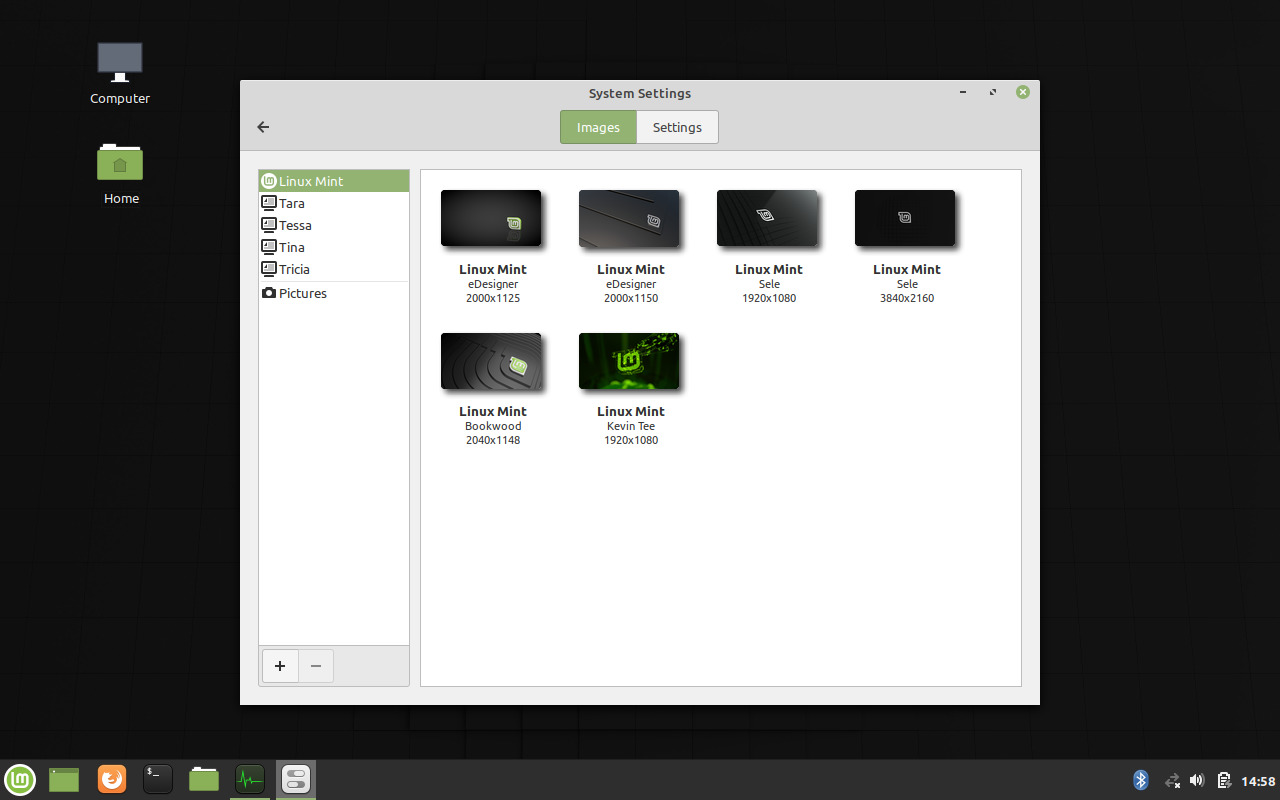 Computer
Home
System Settings
Images
Settings
Linux Mint
Tara
Tessa
Tina
Tricia
Pictures
Linux Mint
eDesigner
2000x1125
Linux Mint
eDesigner
2000x1150
Linux Mint
Sele
1920x1080
Linux Mint
Sele
3840x2160
Linux Mint
Bookwood
2040x1148
Linux Mint
Kevin Tee
1920x1080
14:58